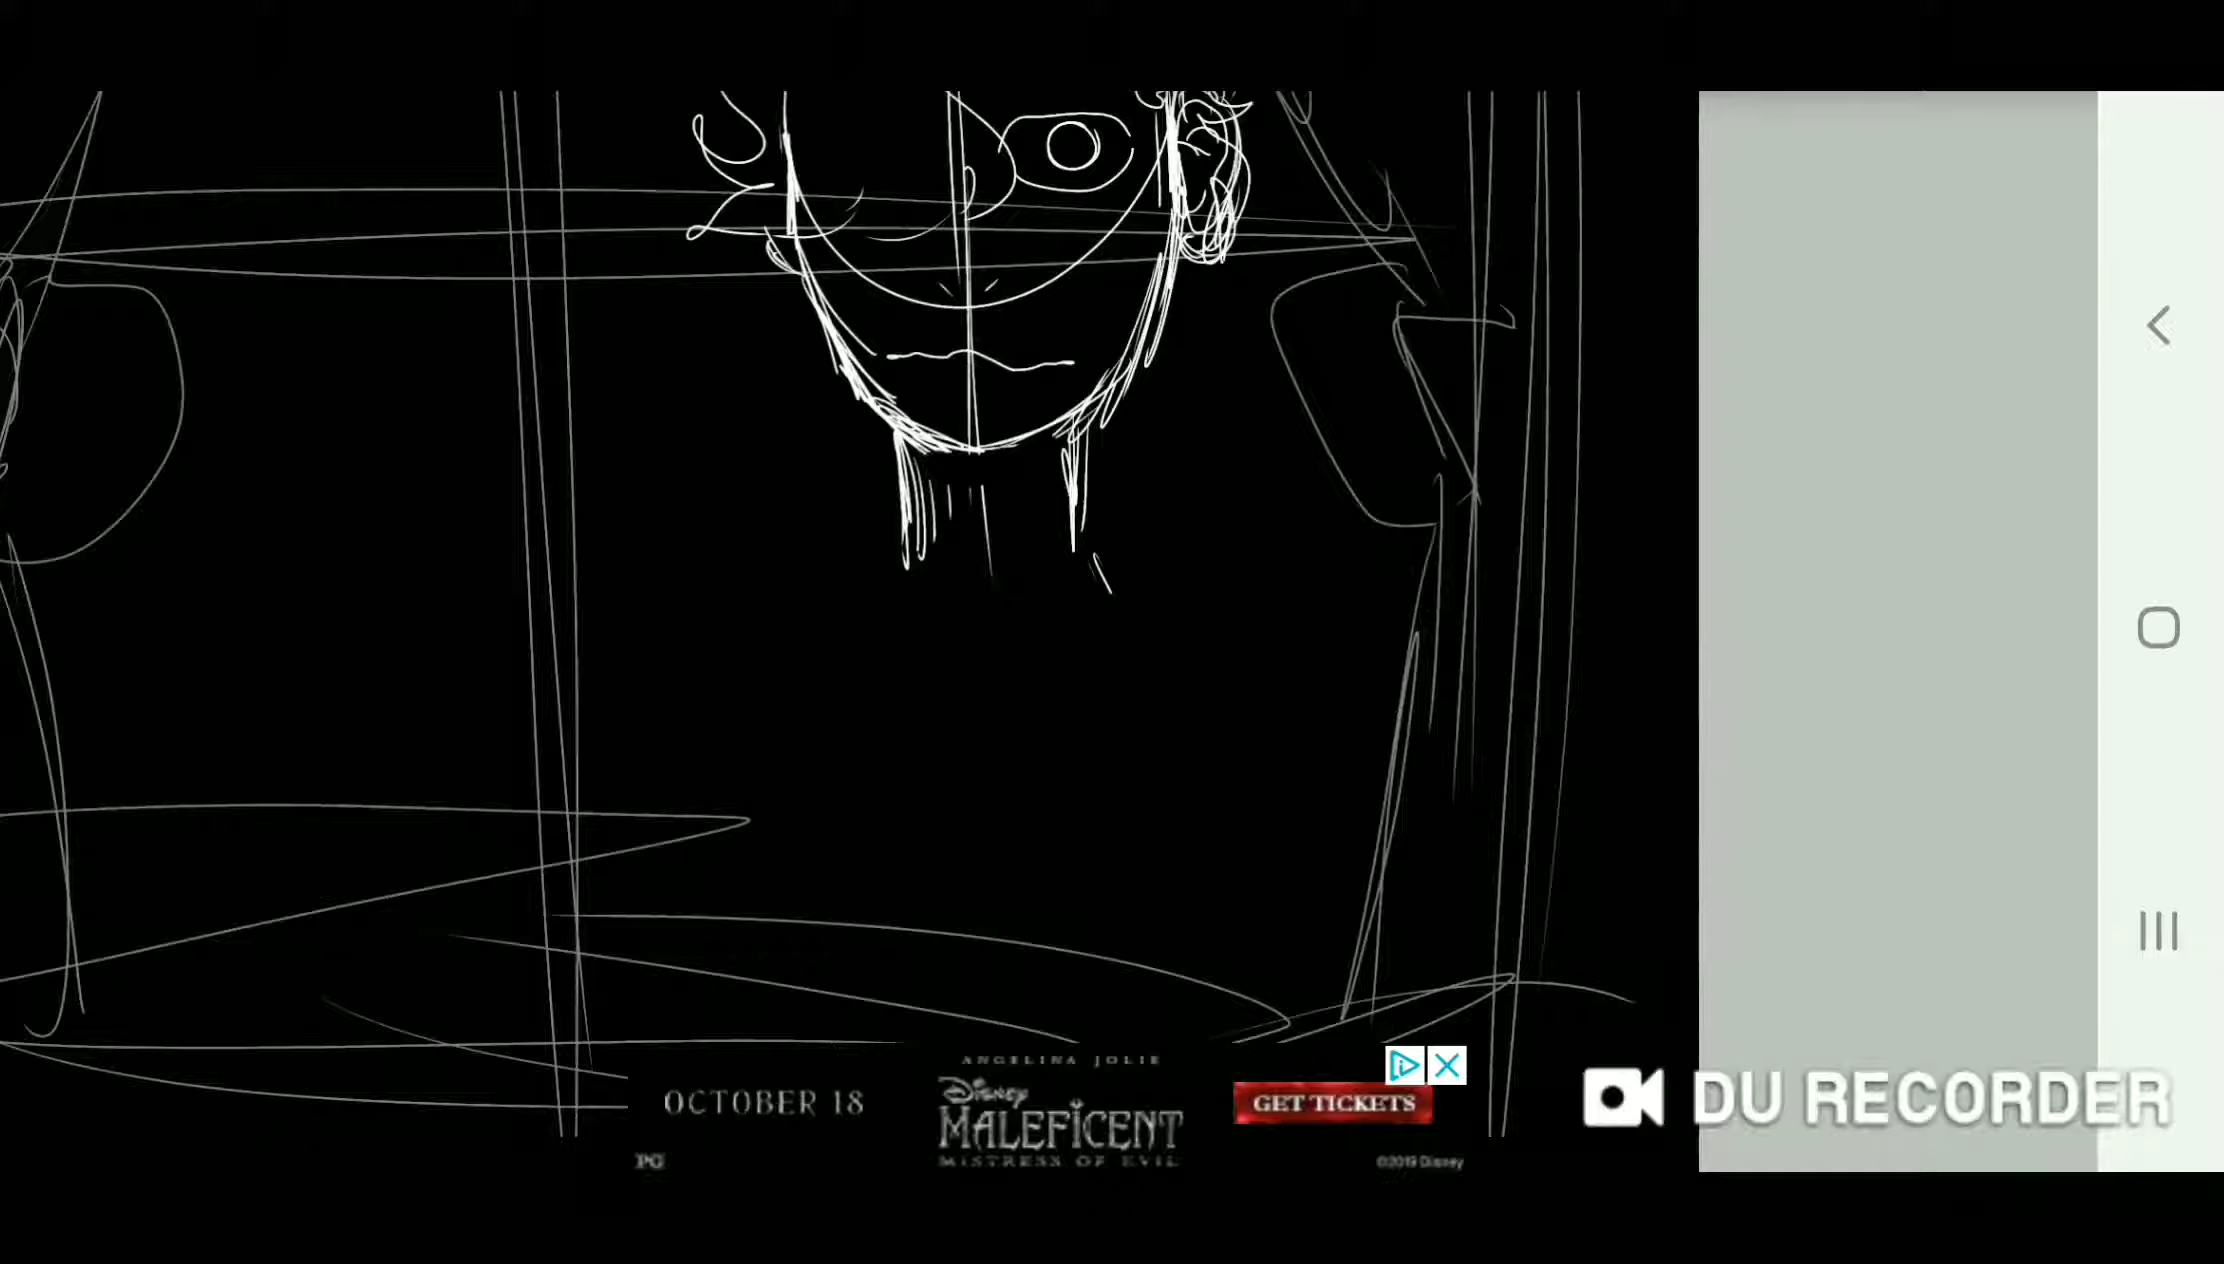 ANGELINA JOLIE
OCTOBER 18
Disney
MALEFICENT
MISTRESS OF EVIL
GET TICKETS
PG
©2019 Disney
DU RECORDER